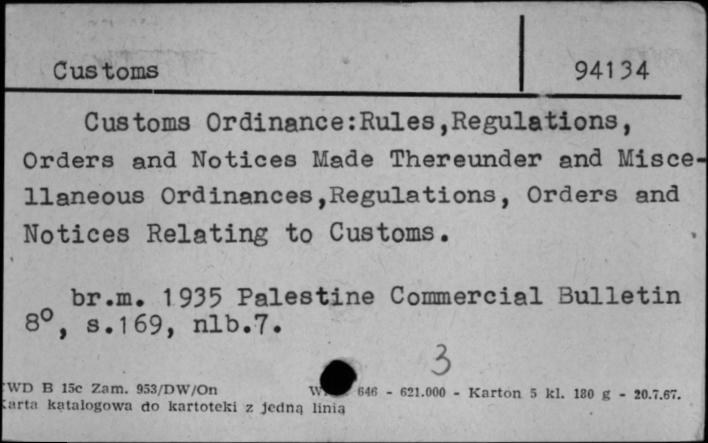 Customs
94134
Customs Ordinance:Rules,Regulations,
Orders and Notices Made Thereunder and Misce-
llaneous Ordinances,Regulations, Orders and
Notices Relating to Customs.
br.m. 1935 Palestine Commercial Bulletin
8°, s.169, nlb.7.
3
WD B 15c Zam. 953/DW/On 646 - 621.000 - Karton 5 kl. 180 g - 20.7.67.
Karta katalogowa do kartoteki z jedną linią